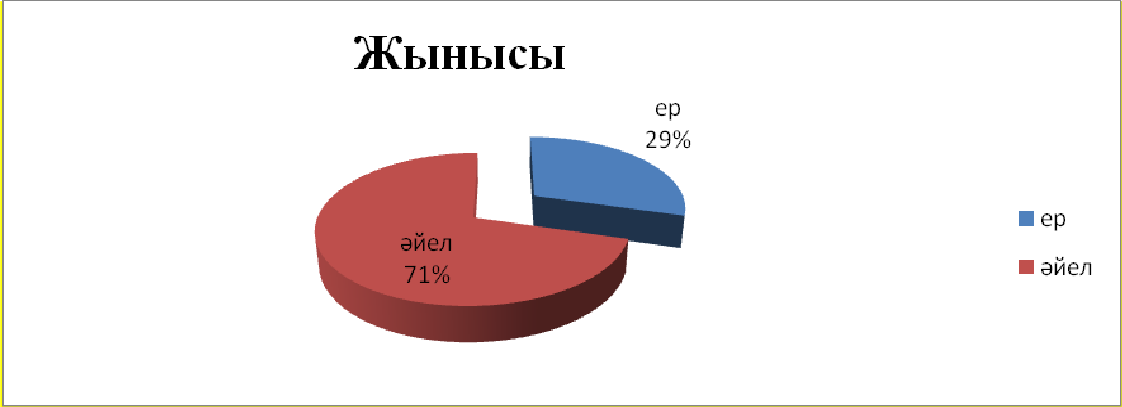 Жынысы
ер
29%
әйел
71%
ер
әйел